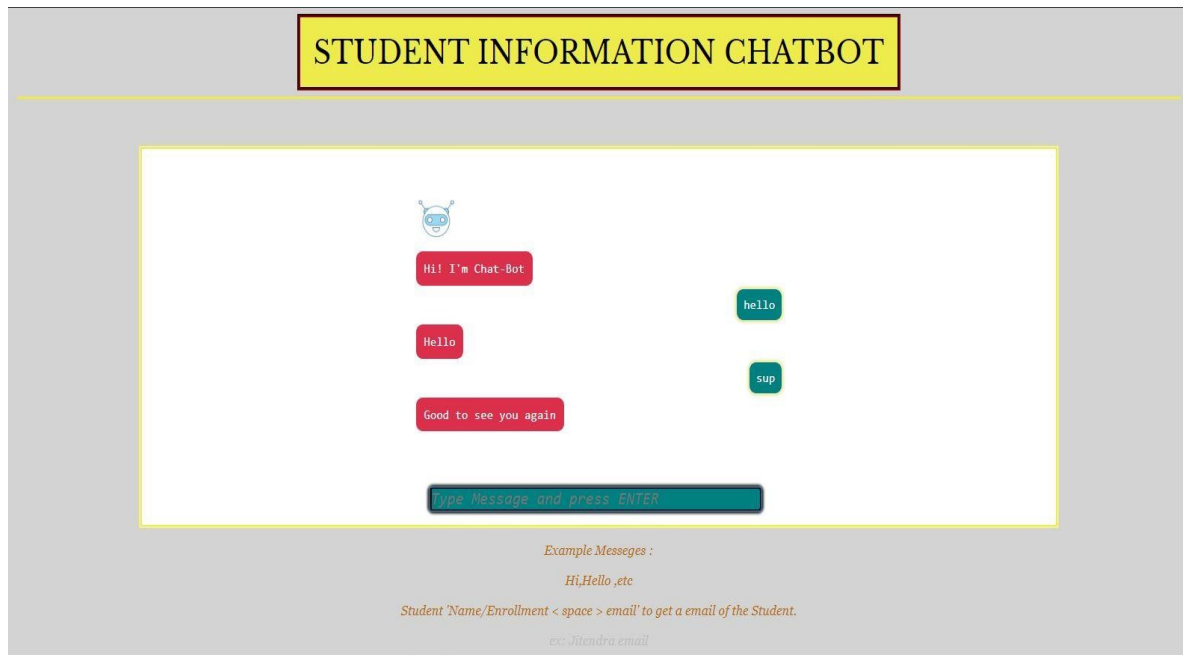 STUDENT INFORMATION CHATBOT
Hi! I'm Chat-Bot
hello
Hello
sup
Good to see you again
Type Message and press ENTER
Example Messeges :
Hi,Hello ,etc
Student 'Name/Enrollment < space > email' to get a email of the Student.
ex: Jitendra email